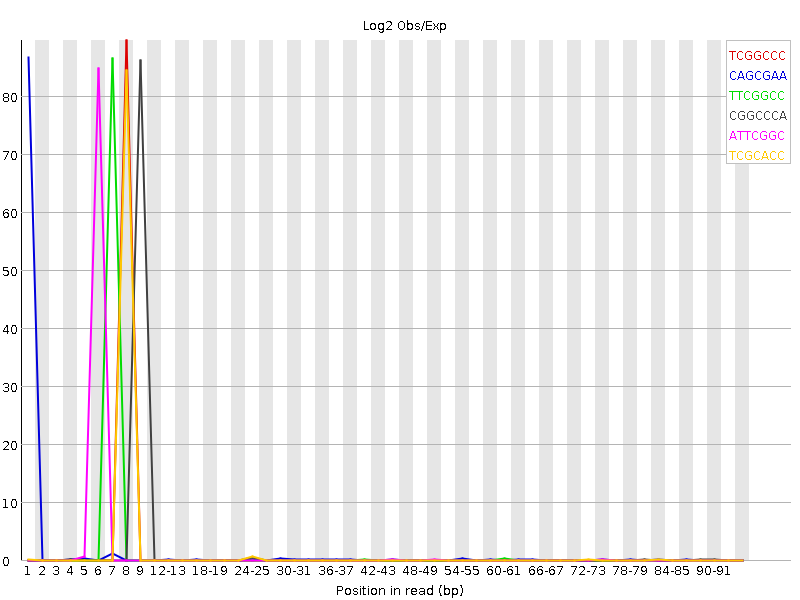 Log2 Obs/Exp
TCGGCCC
CAGCGAA
TTCGGCC
CGGCCCA
ATTCGGC
TCGCACC
80
70
60
50
40
30
20
10
0
1 2 3 4 5 6 7 8 9 12-13 18-19 24-25 30-31 36-37 42-43 48-49 54-55 60-61 66-67 72-73 78-79 84-85 90-91
Position in read (bp)